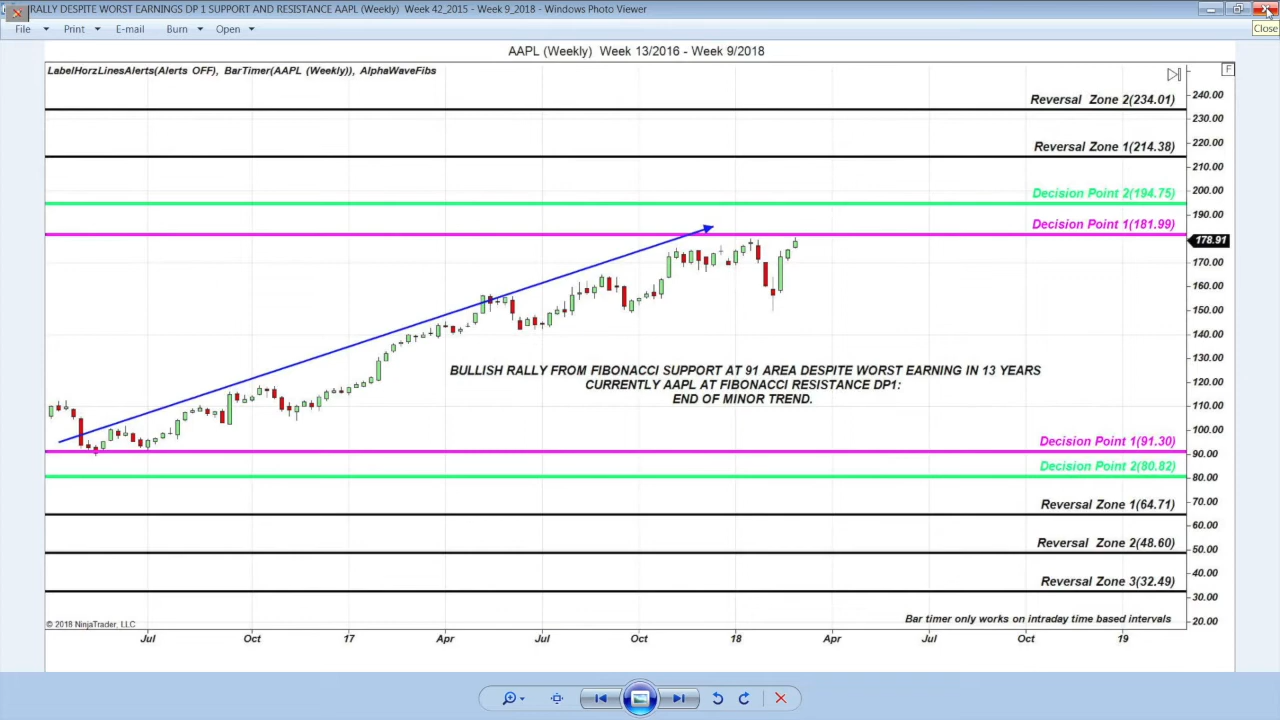 RALLY DESPITE WORST EARNINGS DP 1 SUPPORT AND RESISTANCE AAPL (Weekly) Week 42_2015 - Week 9_2018 - Windows Photo Viewer
File Print E-mail Burn Open
Close
AAPL (Weekly) Week 13/2016 - Week 9/2018
LabelHorzLinesAlerts(Alerts OFF), BarTimer(AAPL (Weekly)), AlphaWaveFibs
F
240.00
Reversal Zone 2(234.01)
230.00
220.00
Reversal Zone 1(214.38)
210.00
200.00
Decision Point 2(194.75)
190.00
Decision Point 1(181.99)
178.91
170.00
160.00
150.00
140.00
130.00
BULLISH RALLY FROM FIBONACCI SUPPORT AT 91 AREA DESPITE WORST EARNING IN 13 YEARS
CURRENTLY AAPL AT FIBONACCI RESISTANCE DP1:
END OF MINOR TREND.
120.00
110.00
100.00
Decision Point 1(91.30)
90.00
Decision Point 2(80.82)
80.00
70.00
Reversal Zone 1(64.71)
60.00
Reversal Zone 2(48.60)
50.00
40.00
Reversal Zone 3(32.49)
30.00
20.00
Bar timer only works on intraday time based intervals
© 2018 NinjaTrader, LLC
Jul Oct 17 Apr Jul Oct 18 Apr Jul Oct 19